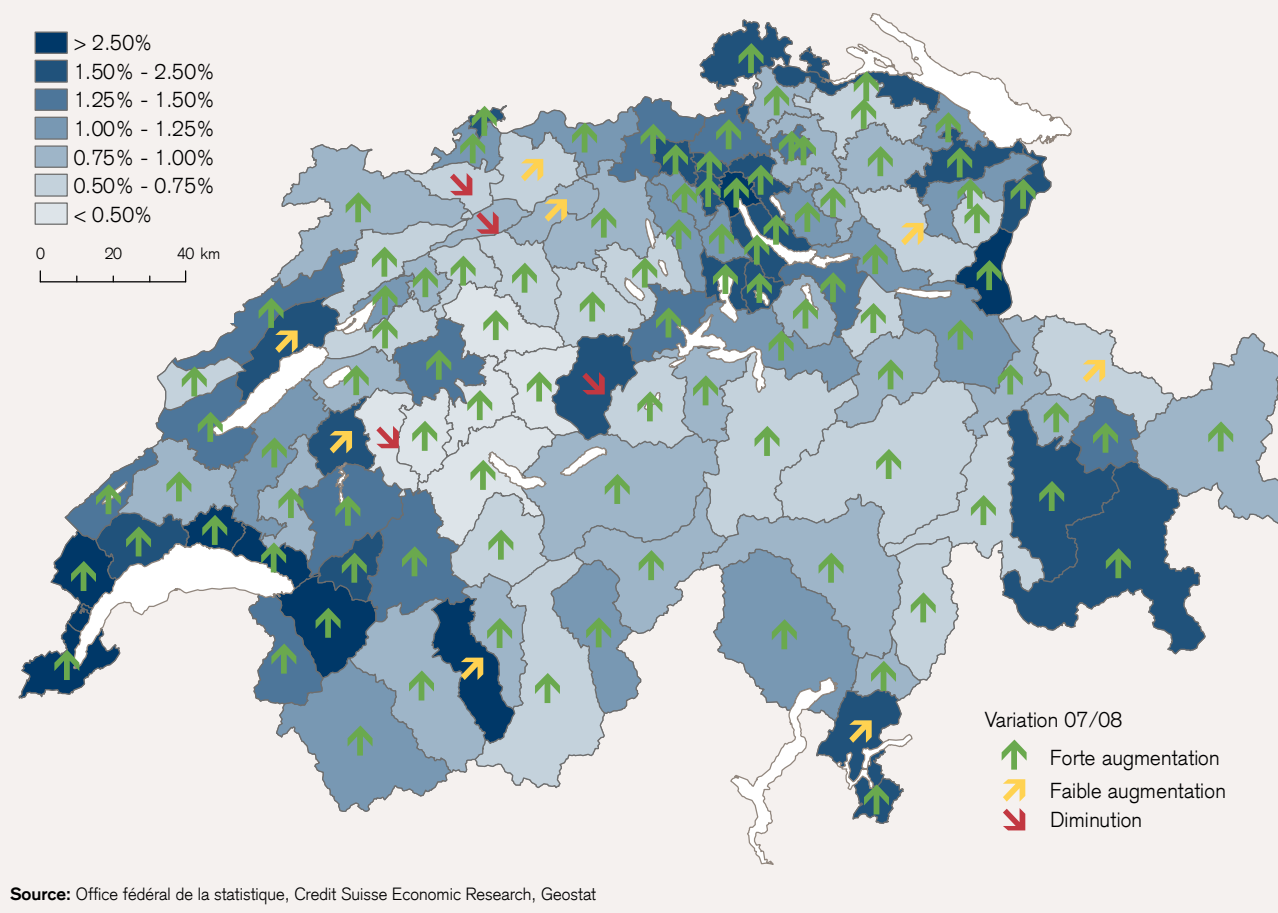 > 2.50%
1.50% - 2.50%
1.25% - 1.50%
1.00% - 1.25%
0.75% - 1.00%
0.50% - 0.75%
< 0.50%
0 20 40 km
Variation 07/08
Forte augmentation
Faible augmentation
Diminution
Source: Office fédéral de la statistique, Credit Suisse Economic Research, Geostat